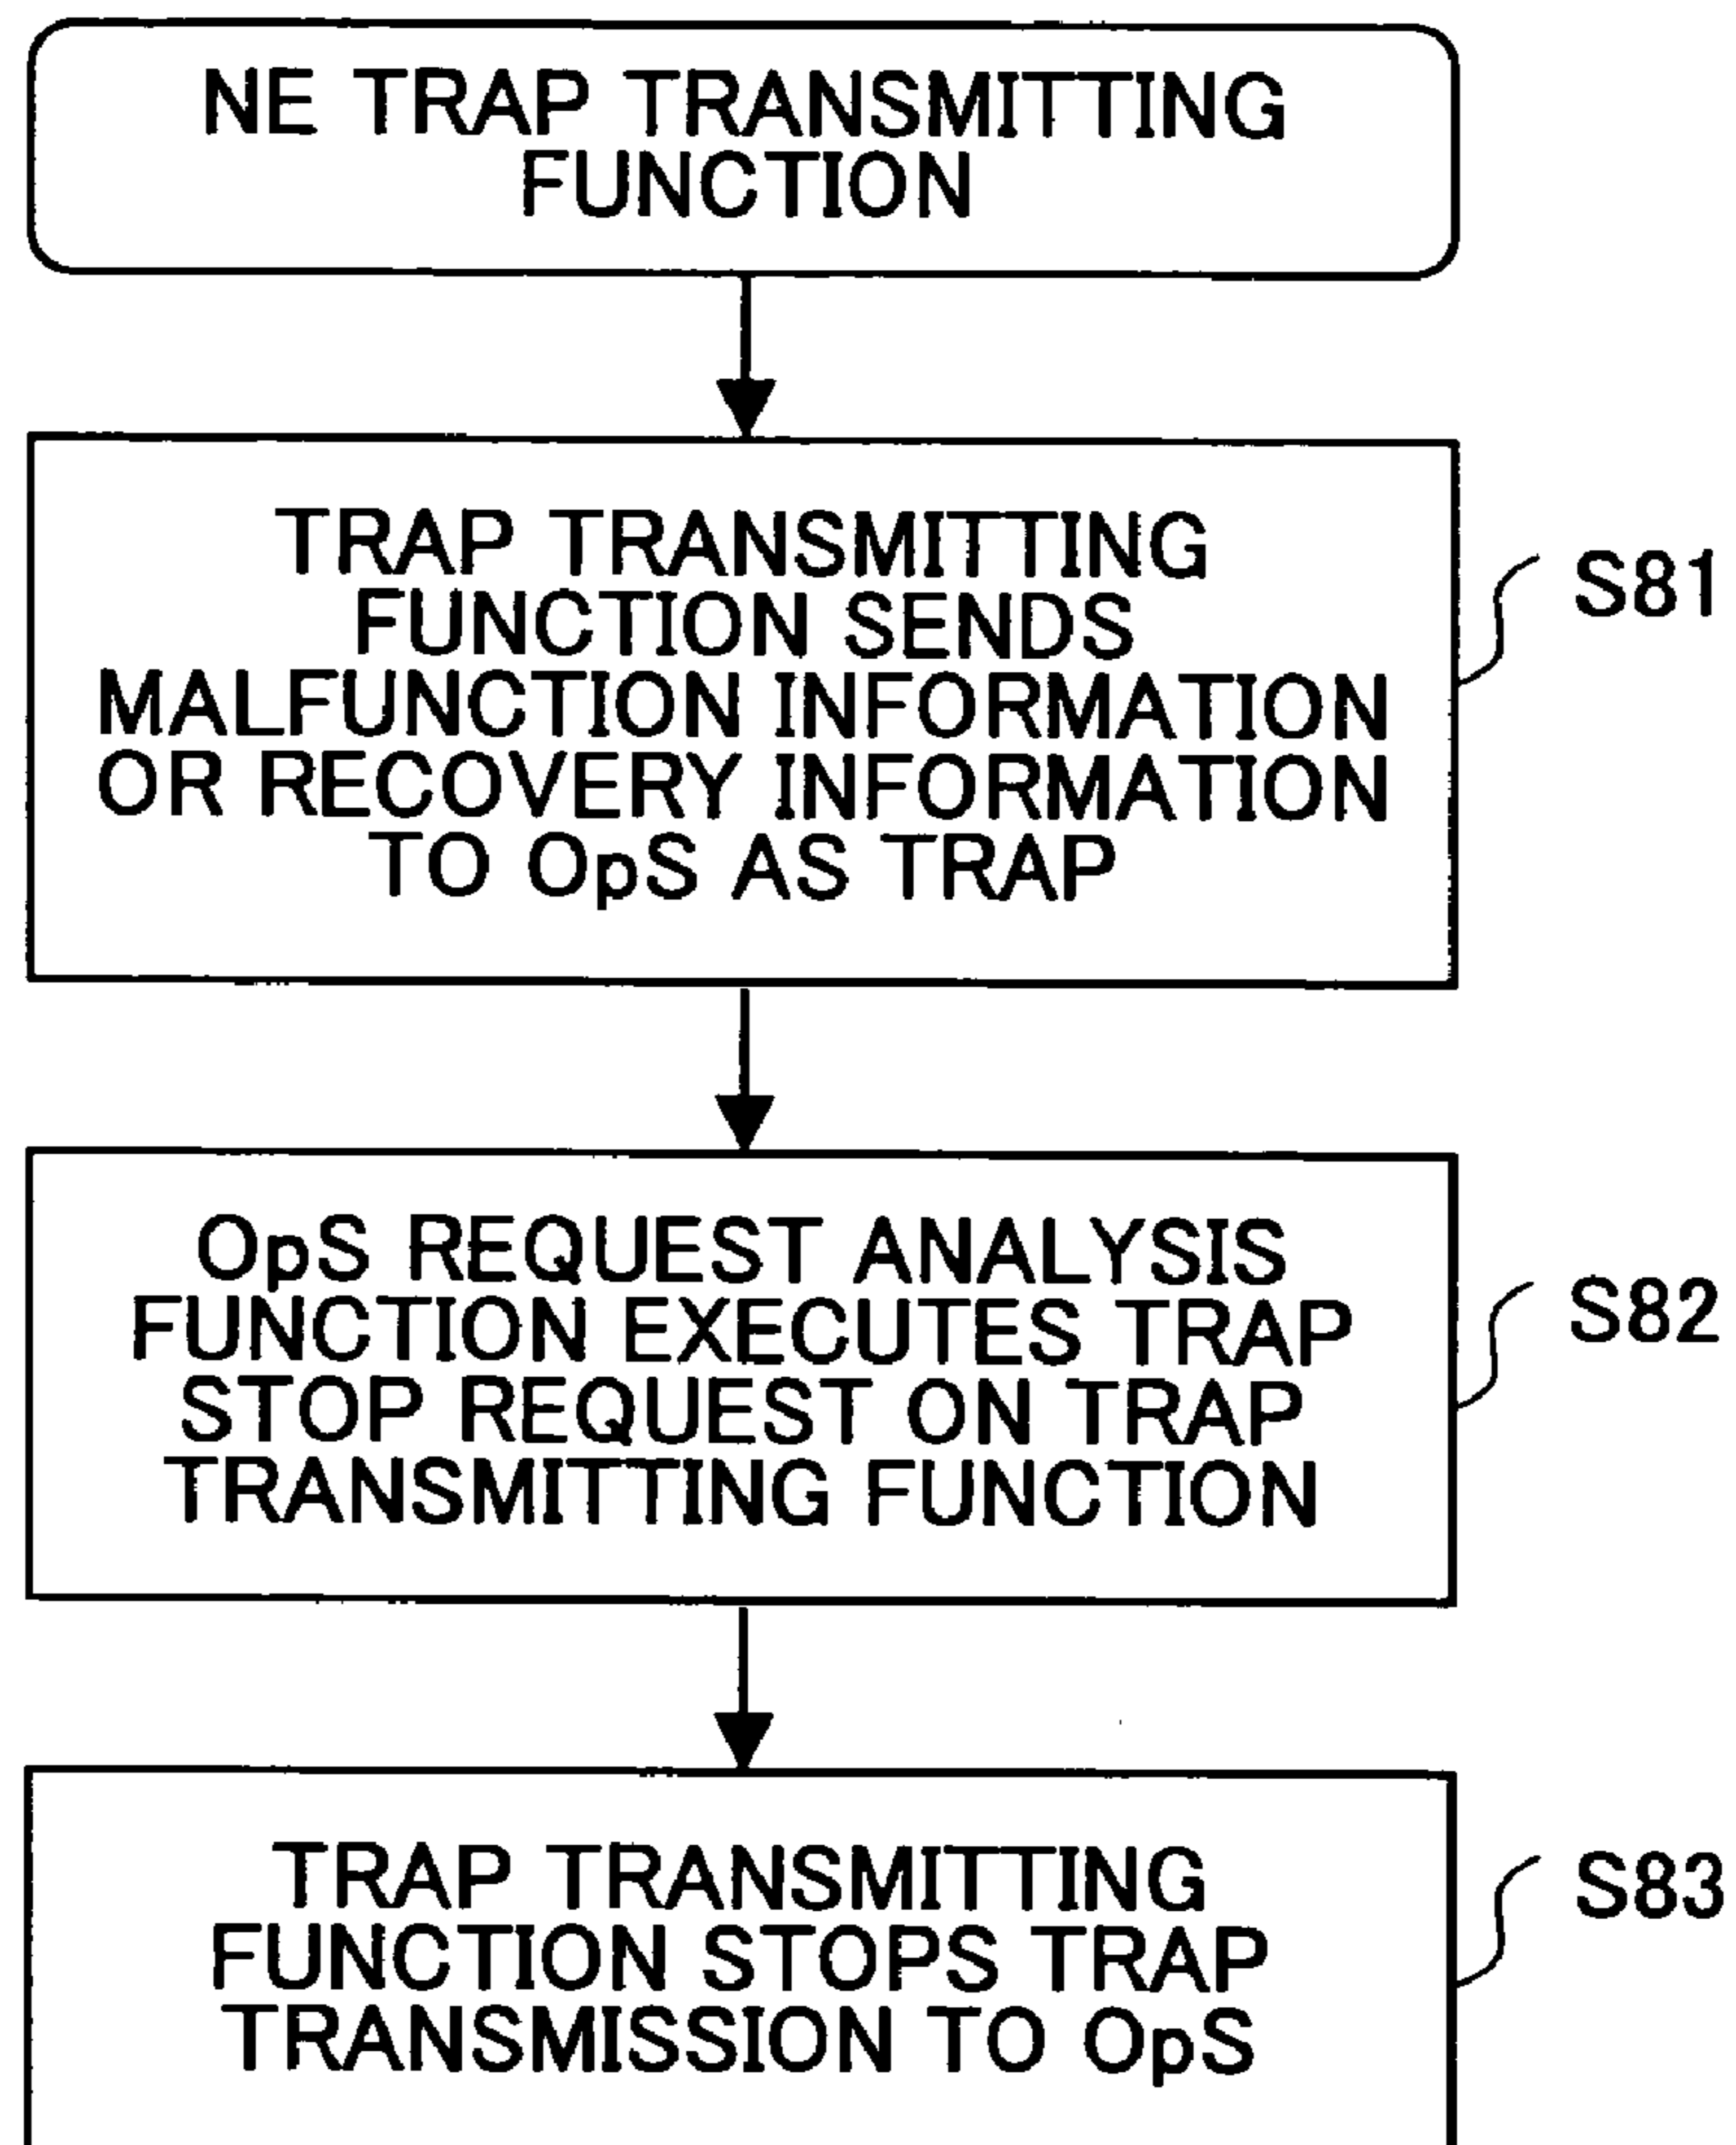 NE TRAP TRANSMITTING
FUNCTION
TRAP TRANSMITTING
FUNCTION SENDS
MALFUNCTION INFORMATION
OR RECOVERY INFORMATION
TO OpS AS TRAP
S81
OpS REQUEST ANALYSIS
FUNCTION EXECUTES TRAP
STOP REQUEST ON TRAP
TRANSMITTING FUNCTION
S82
TRAP TRANSMITTING
FUNCTION STOPS TRAP
TRANSMISSION TO OpS
S83